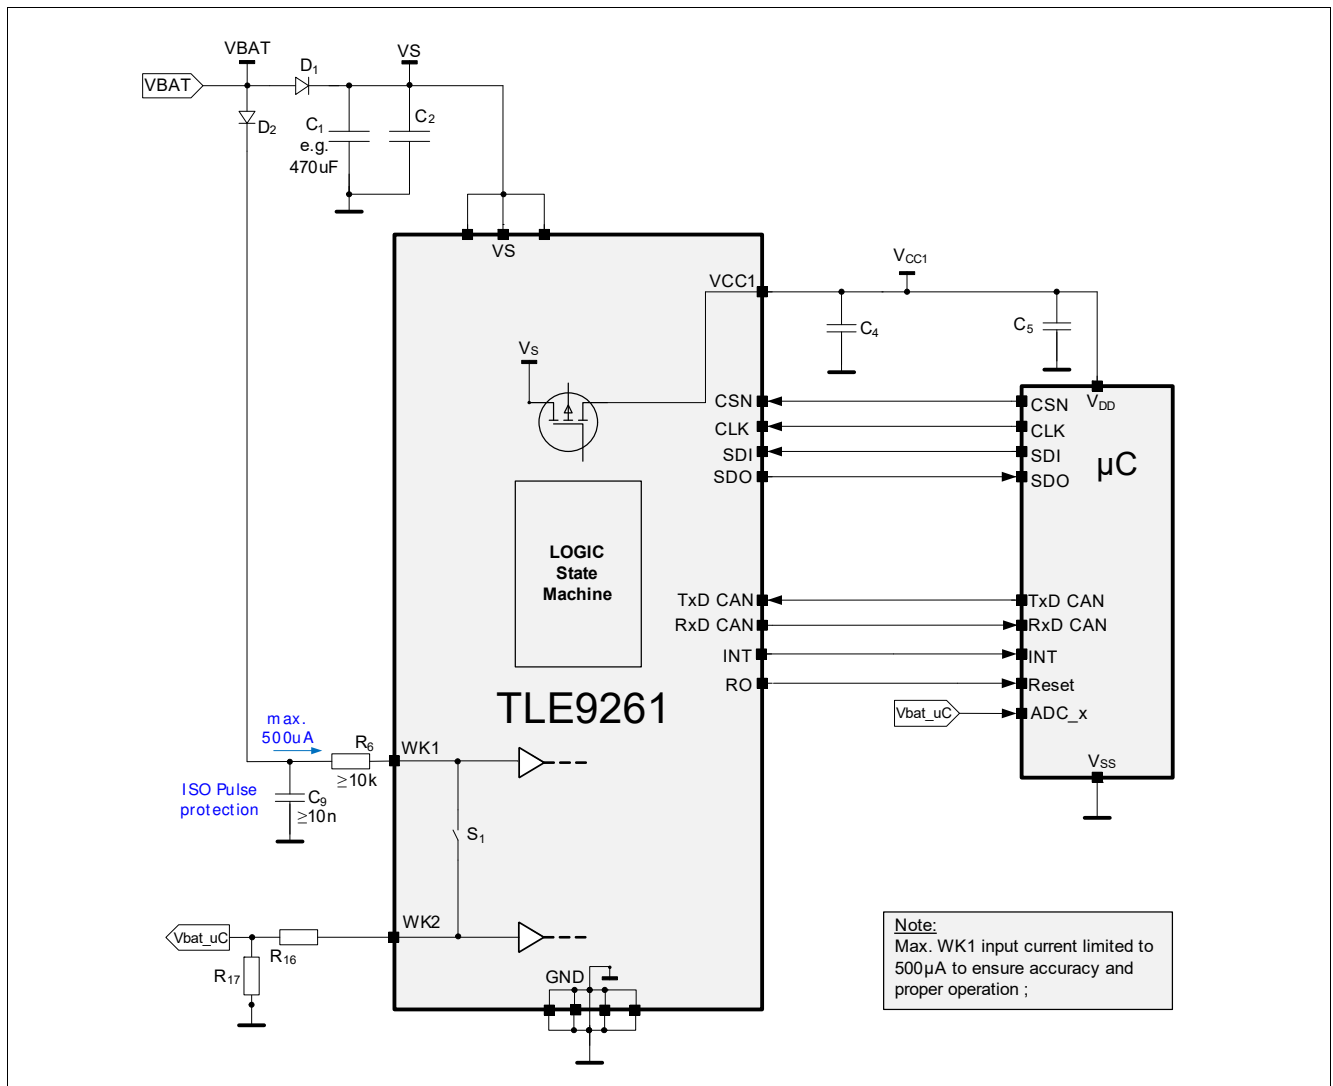 VBAT
VS
D1
VBAT
D2
C1
e.g.
470uF
C2
VS
VCC1
VCC1
C4
C5
VS
CSN
CLK
SDI
SDO
CSN
CLK
SDI
SDO
VDD
µC
LOGIC
State
Machine
TxD CAN
RxD CAN
INT
RO
TxD CAN
RxD CAN
INT
Reset
ADC_x
Vbat_uC
TLE9261
max.
500uA
R6
≥10k
WK1
ISO Pulse
protection
C9
≥10n
S1
VSS
WK2
Vbat_uC
R16
R17
GND
Note:
Max. WK1 input current limited to
500µA to ensure accuracy and
proper operation ;